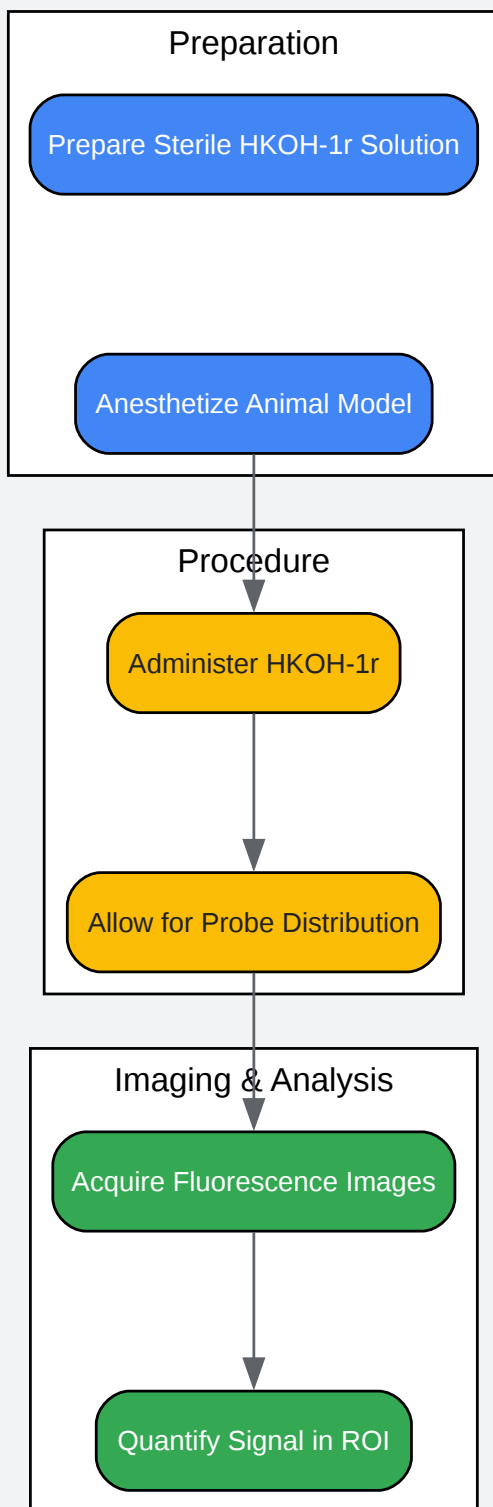 Preparation
Prepare Sterile HKOH-1r Solution
Anesthetize Animal Model
Procedure
Administer HKOH-1r
Allow for Probe Distribution
Imaging & Analysis
Acquire Fluorescence Images
Quantify Signal in ROI